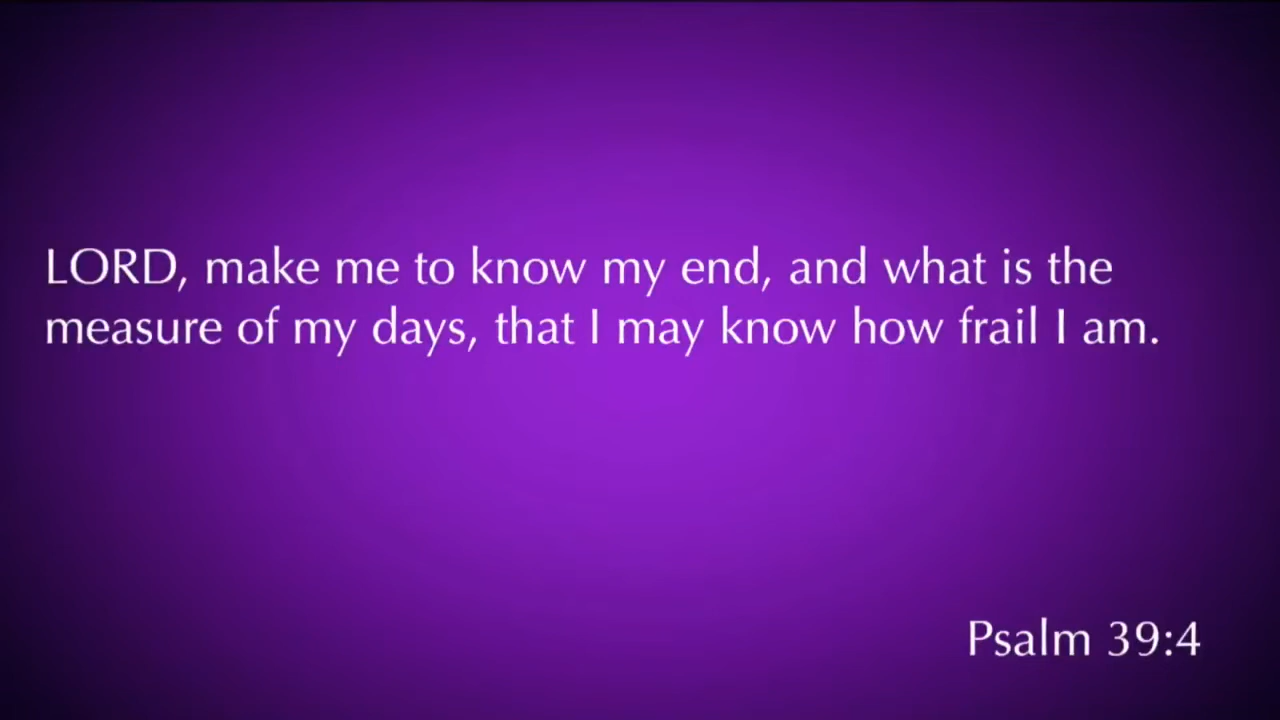 LORD, make me to know my end, and what is the
measure of my days, that I may know how frail I am.
Psalm 39:4